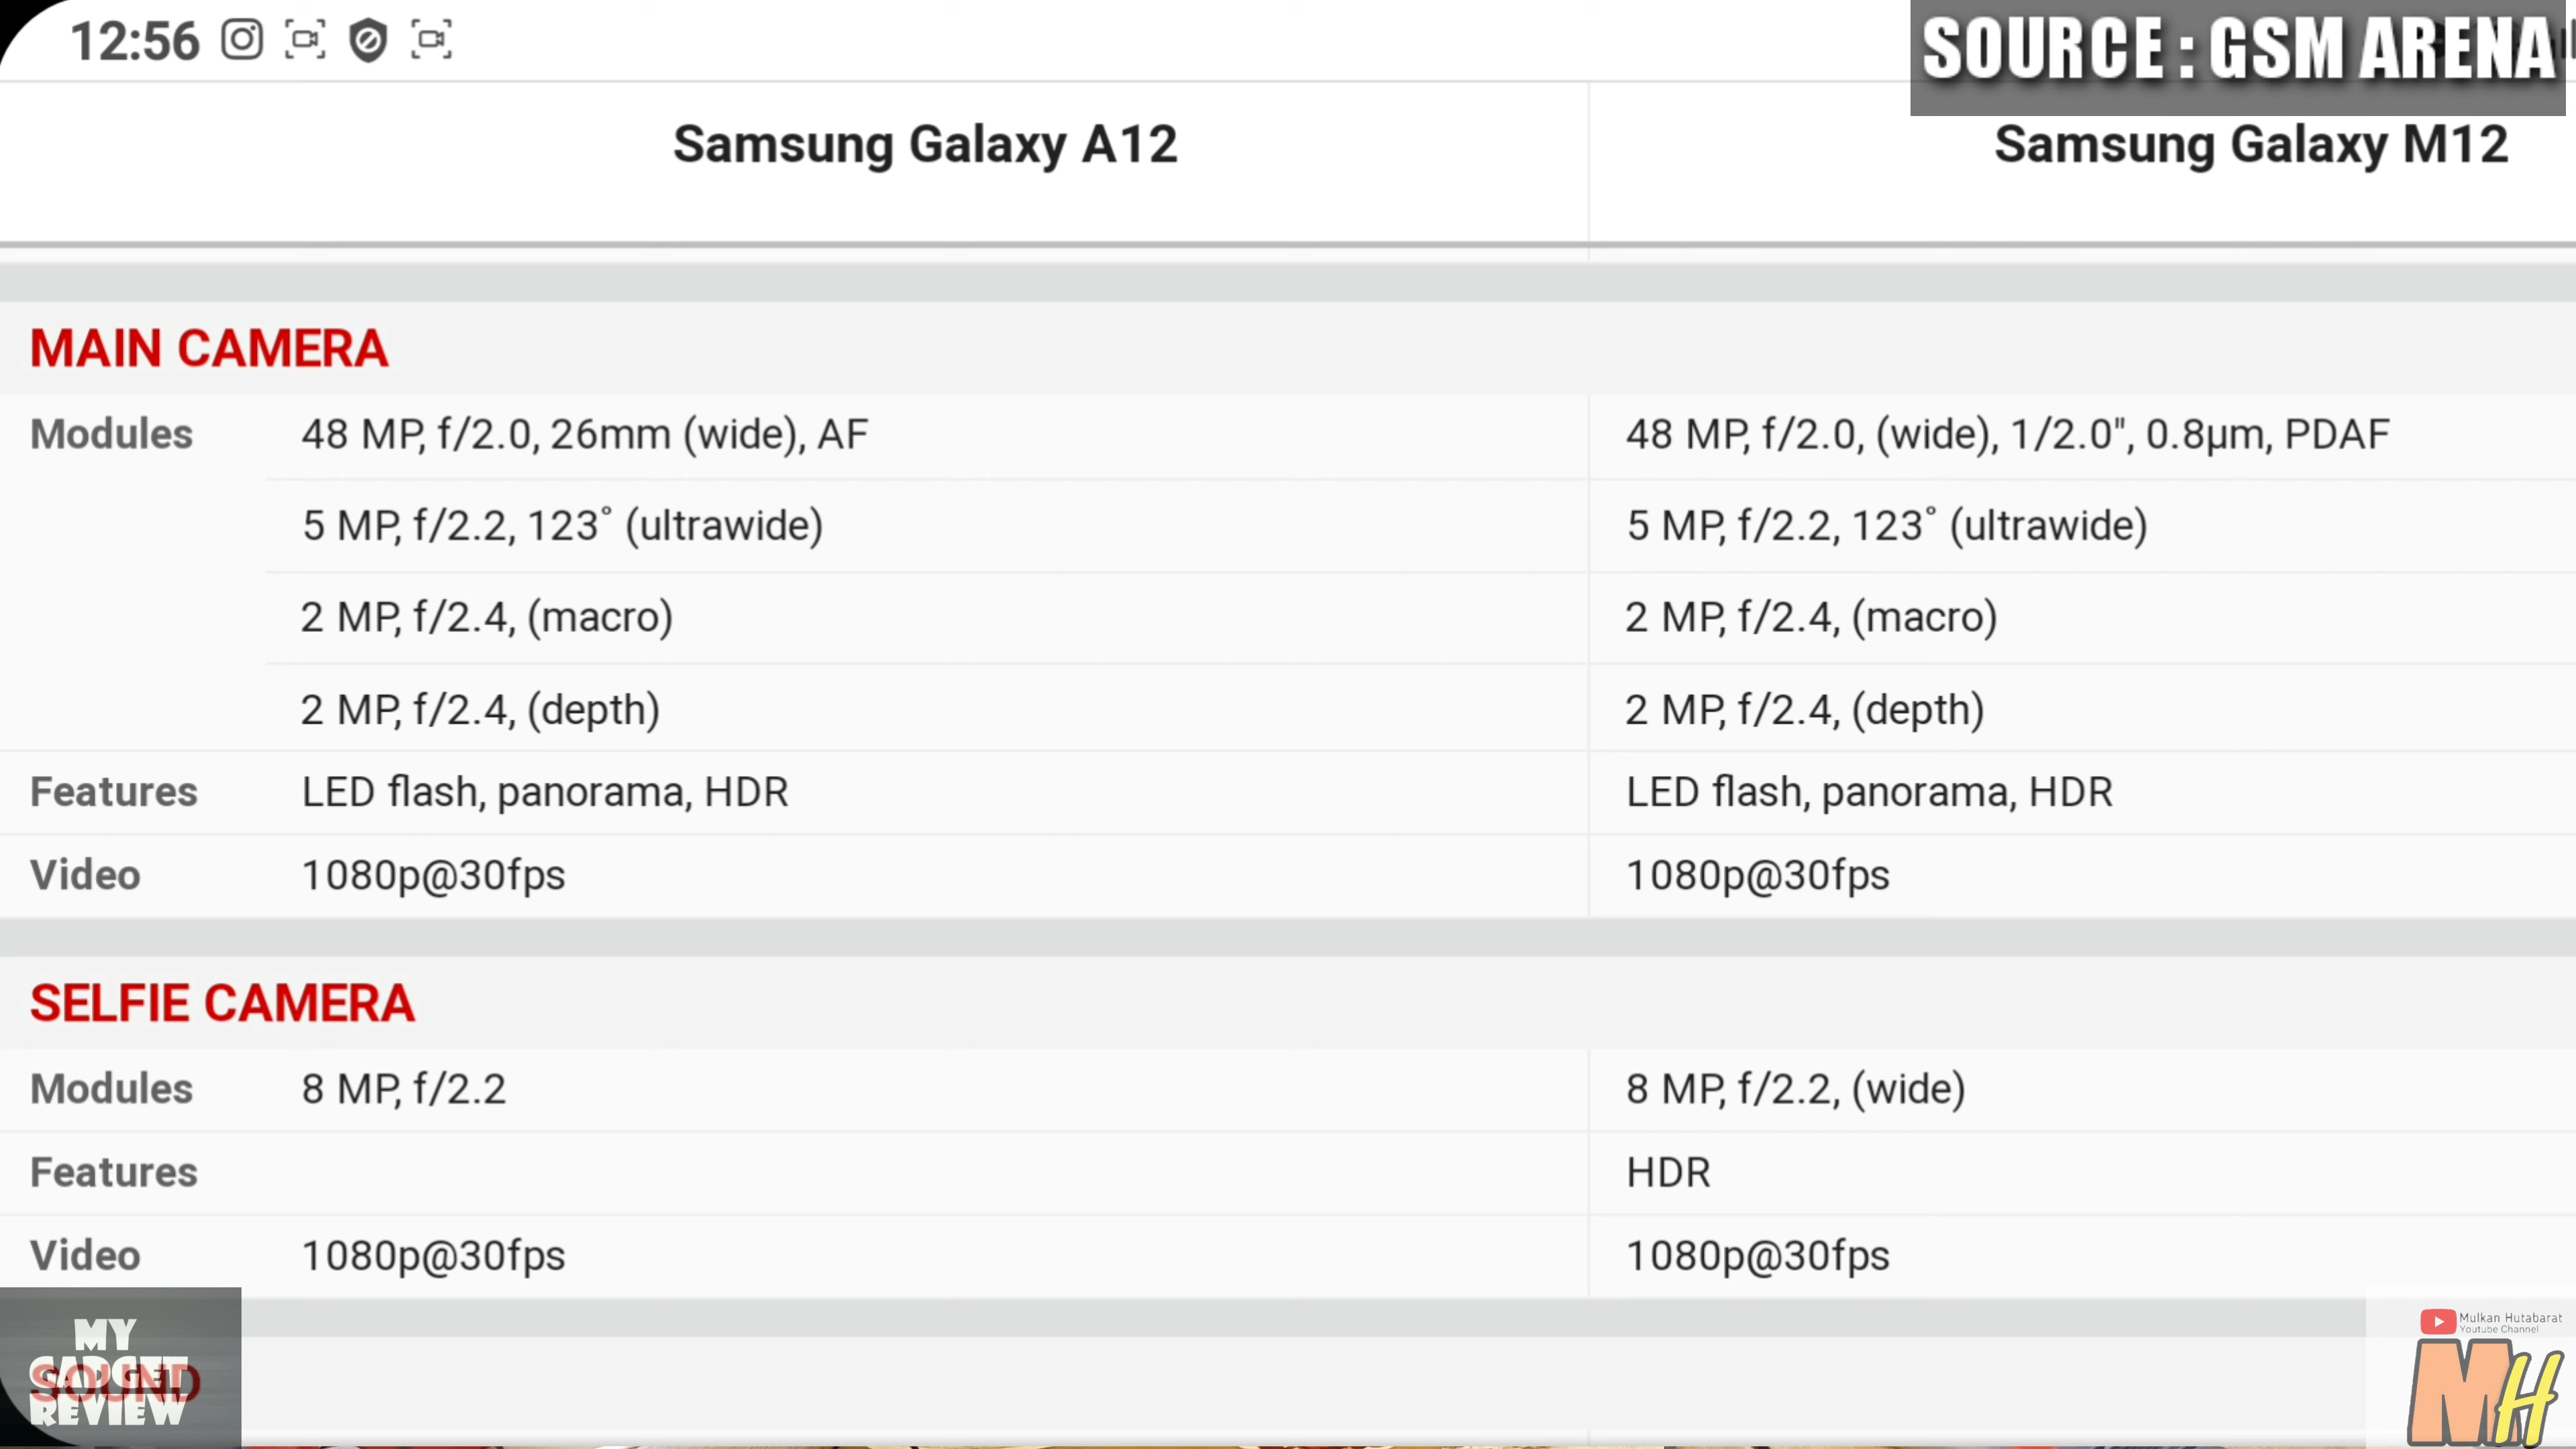 12:56
SOURCE : GSM ARENA
Samsung Galaxy A12 Samsung Galaxy M12
MAIN CAMERA
Modules 48 MP, f/2.0, 26mm (wide), AF 48 MP, f/2.0, (wide), 1/2.0", 0.8µm, PDAF
5 MP, f/2.2, 123˚ (ultrawide) 5 MP, f/2.2, 123˚ (ultrawide)
2 MP, f/2.4, (macro) 2 MP, f/2.4, (macro)
2 MP, f/2.4, (depth) 2 MP, f/2.4, (depth)
Features LED flash, panorama, HDR LED flash, panorama, HDR
Video 1080p@30fps 1080p@30fps
SELFIE CAMERA
Modules 8 MP, f/2.2 8 MP, f/2.2, (wide)
Features HDR
Video 1080p@30fps 1080p@30fps
SOUND
MY
GADGET
REVIEW
Mulkan Hutabarat
Youtube Channel
MH